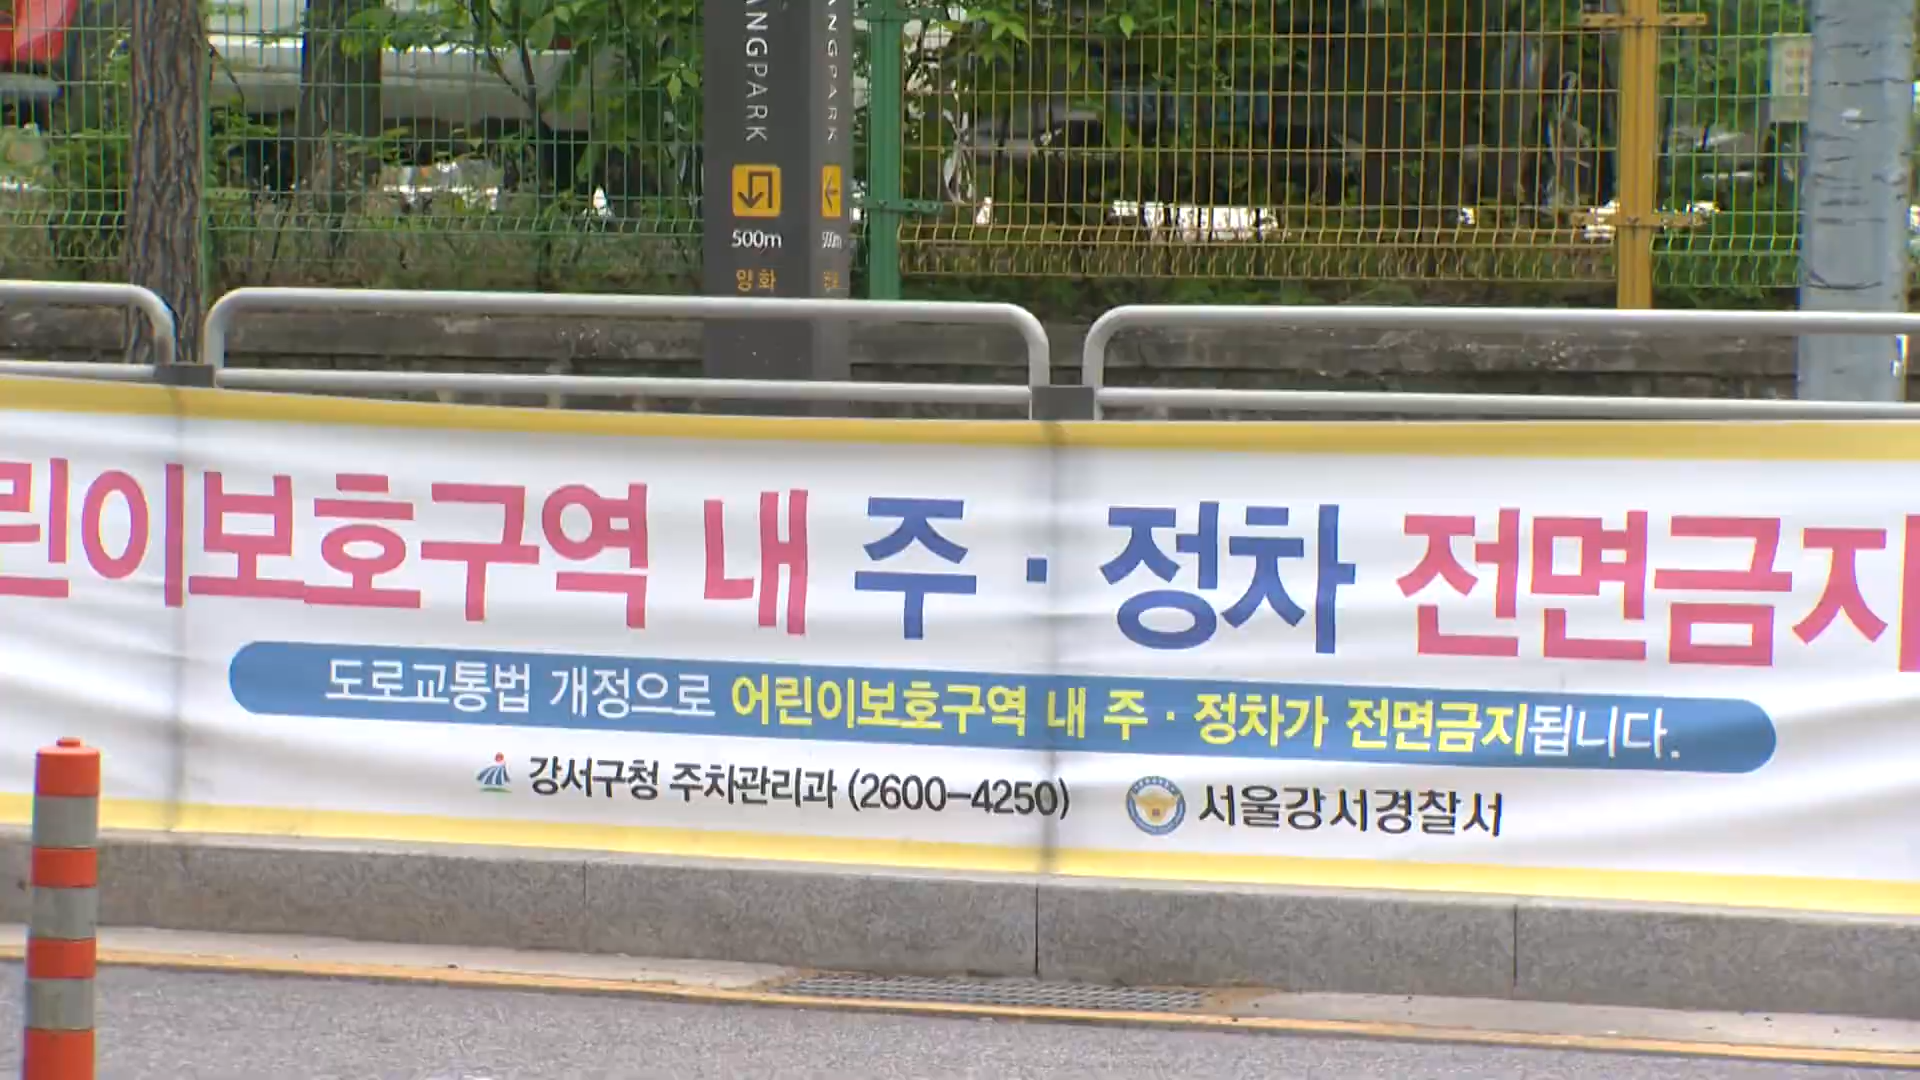 ANGPARK
ANGPARK
500m
500m
양화
린이보호구역 내 주·정차 전면금지
도로교통법 개정으로 어린이보호구역 내 주·정차가 전면금지됩니다.
강서구청 주차관리과 (2600-4250) 서울강서경찰서